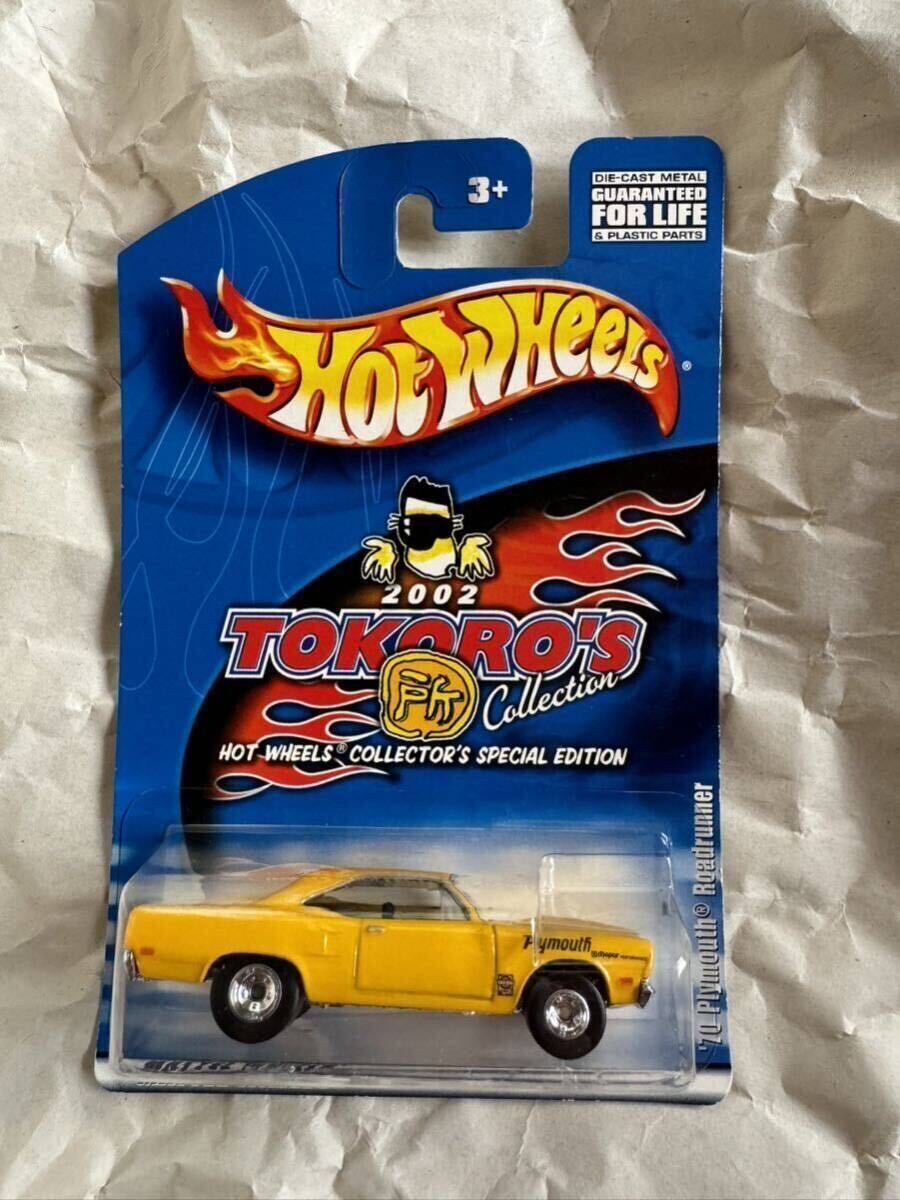 3+
DIE-CAST METAL
GUARANTEED
FOR LIFE
& PLASTIC PARTS
HOT WHEELS®
2002
TOKORO'S
Collection
HOT WHEELS® COLLECTOR'S SPECIAL EDITION
'70 Plymouth® Roadrunner
Plymouth
Mopar